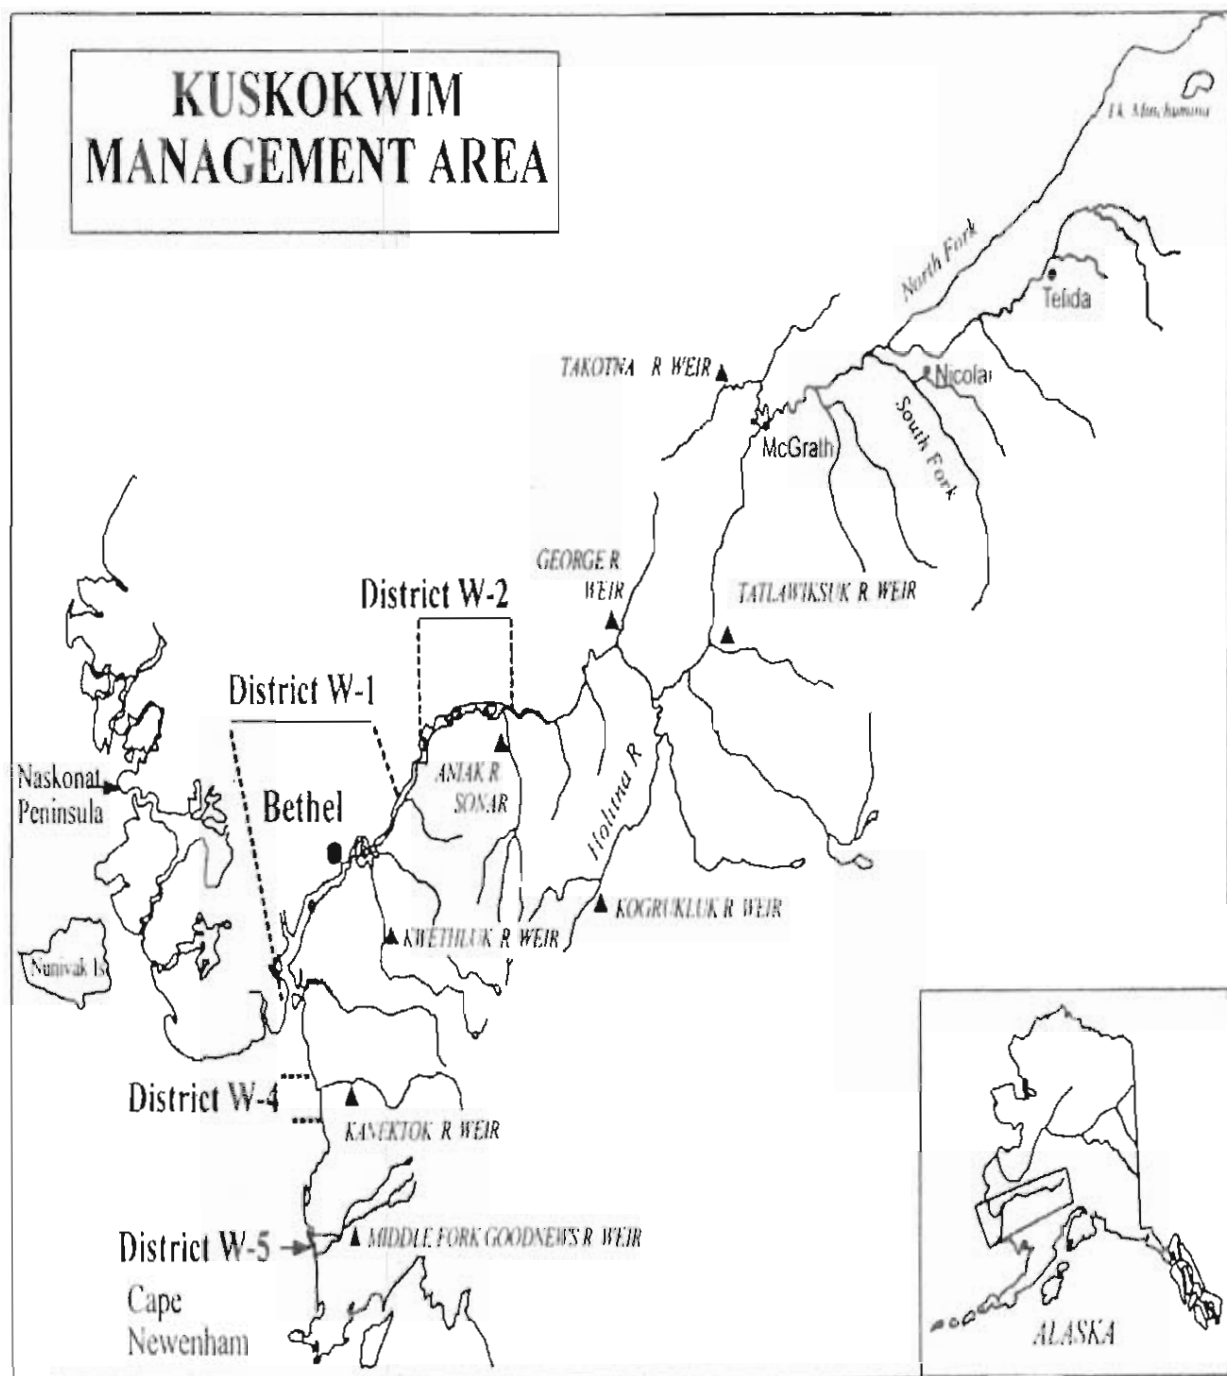 KUSKOKWIM
MANAGEMENT AREA
Lk. Minchumina
North Fork
Telida
TAKOTNA R WEIR
Nicolai
McGrath
South Fork
GEORGE R
WEIR
TATLAWIKSUK R WEIR
District W-2
District W-1
Naskonat
Peninsula
ANIAK R
SONAR
Holitna R
Bethel
KOGRUKLUK R WEIR
KWETHLUK R WEIR
Nunivak Is
District W-4
KANEKTOK R WEIR
District W-5
MIDDLE FORK GOODNEWS R WEIR
Cape
Newenham
ALASKA